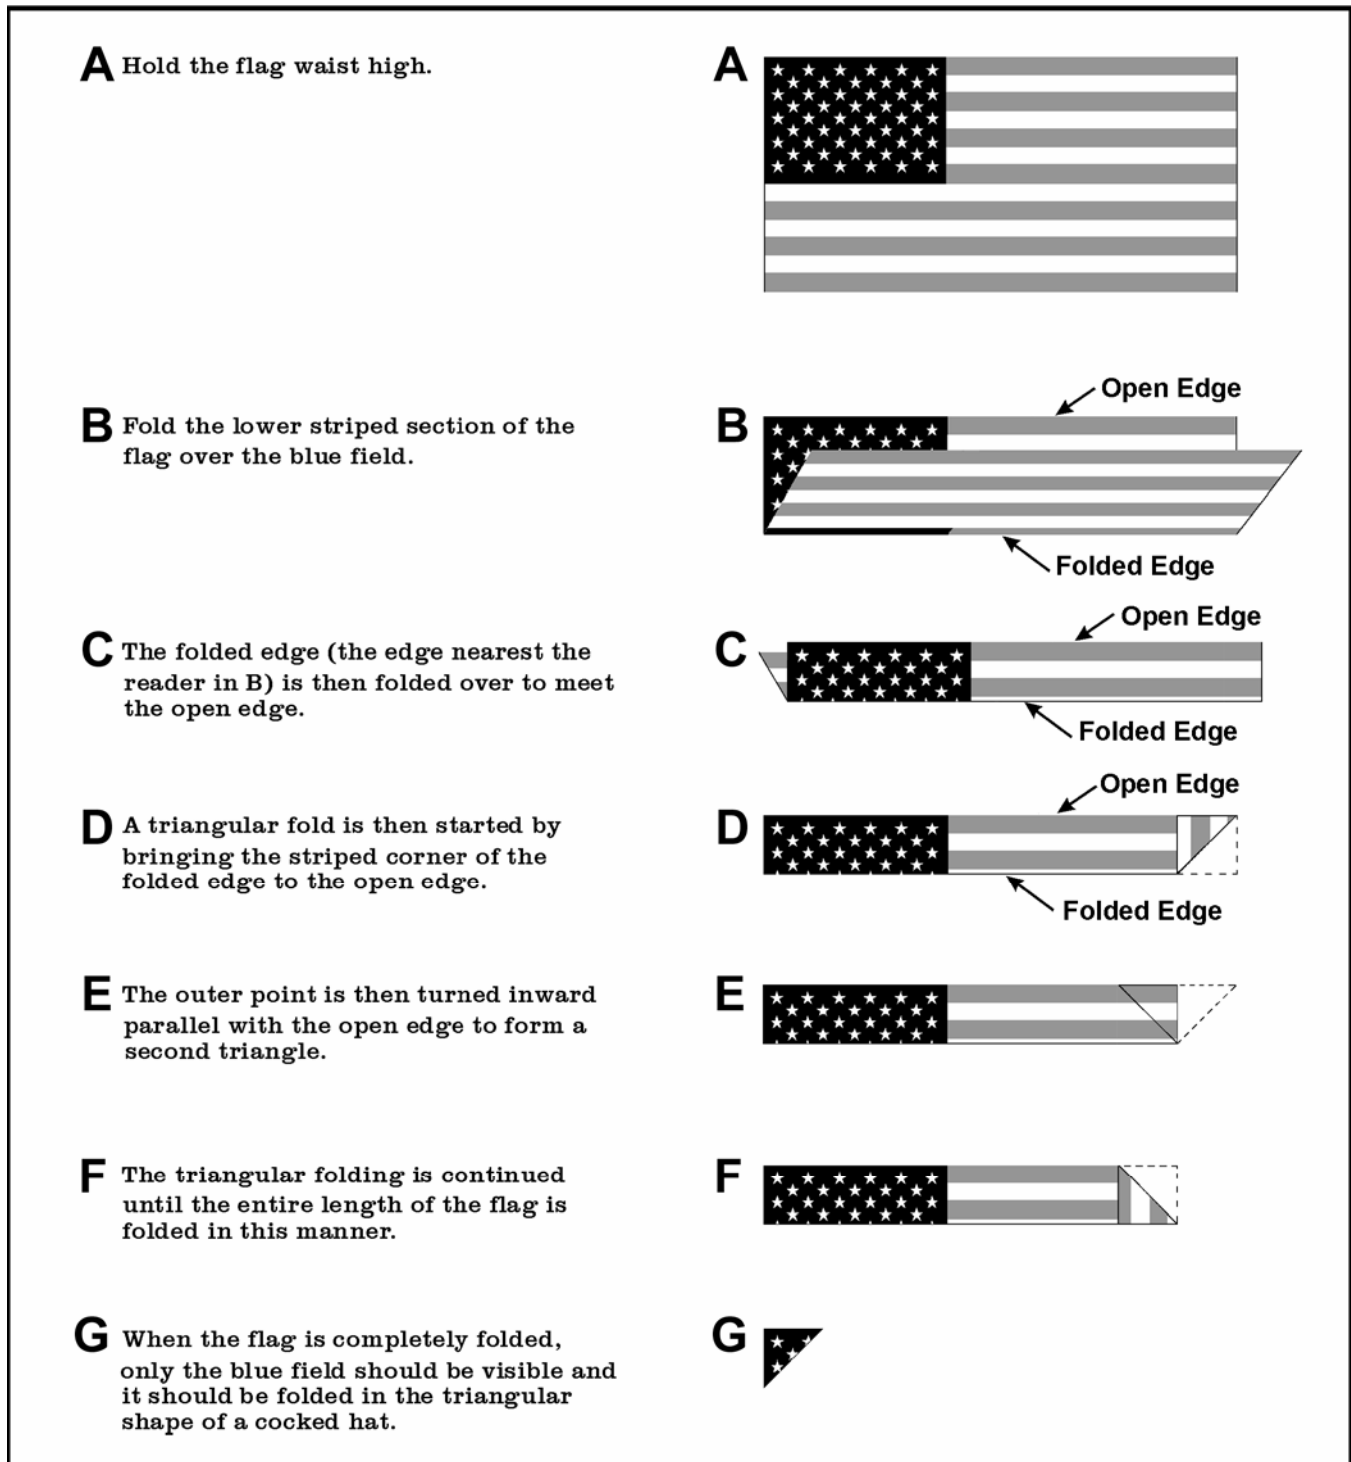 A Hold the flag waist high.
A
Open Edge
B Fold the lower striped section of the
flag over the blue field.
B
Folded Edge
Open Edge
C The folded edge (the edge nearest the
reader in B) is then folded over to meet
the open edge.
C
Folded Edge
Open Edge
D A triangular fold is then started by
bringing the striped corner of the
folded edge to the open edge.
D
Folded Edge
E The outer point is then turned inward
parallel with the open edge to form a
second triangle.
E
F The triangular folding is continued
until the entire length of the flag is
folded in this manner.
F
G When the flag is completely folded,
only the blue field should be visible and
it should be folded in the triangular
shape of a cocked hat.
G